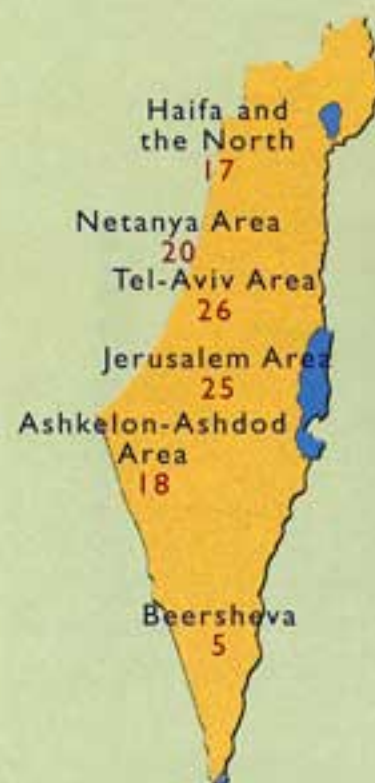 Haifa and
the North
17
Netanya Area
20
Tel-Aviv Area
26
Jerusalem Area
25
Ashkelon-Ashdod
Area
18
Beersheva
5